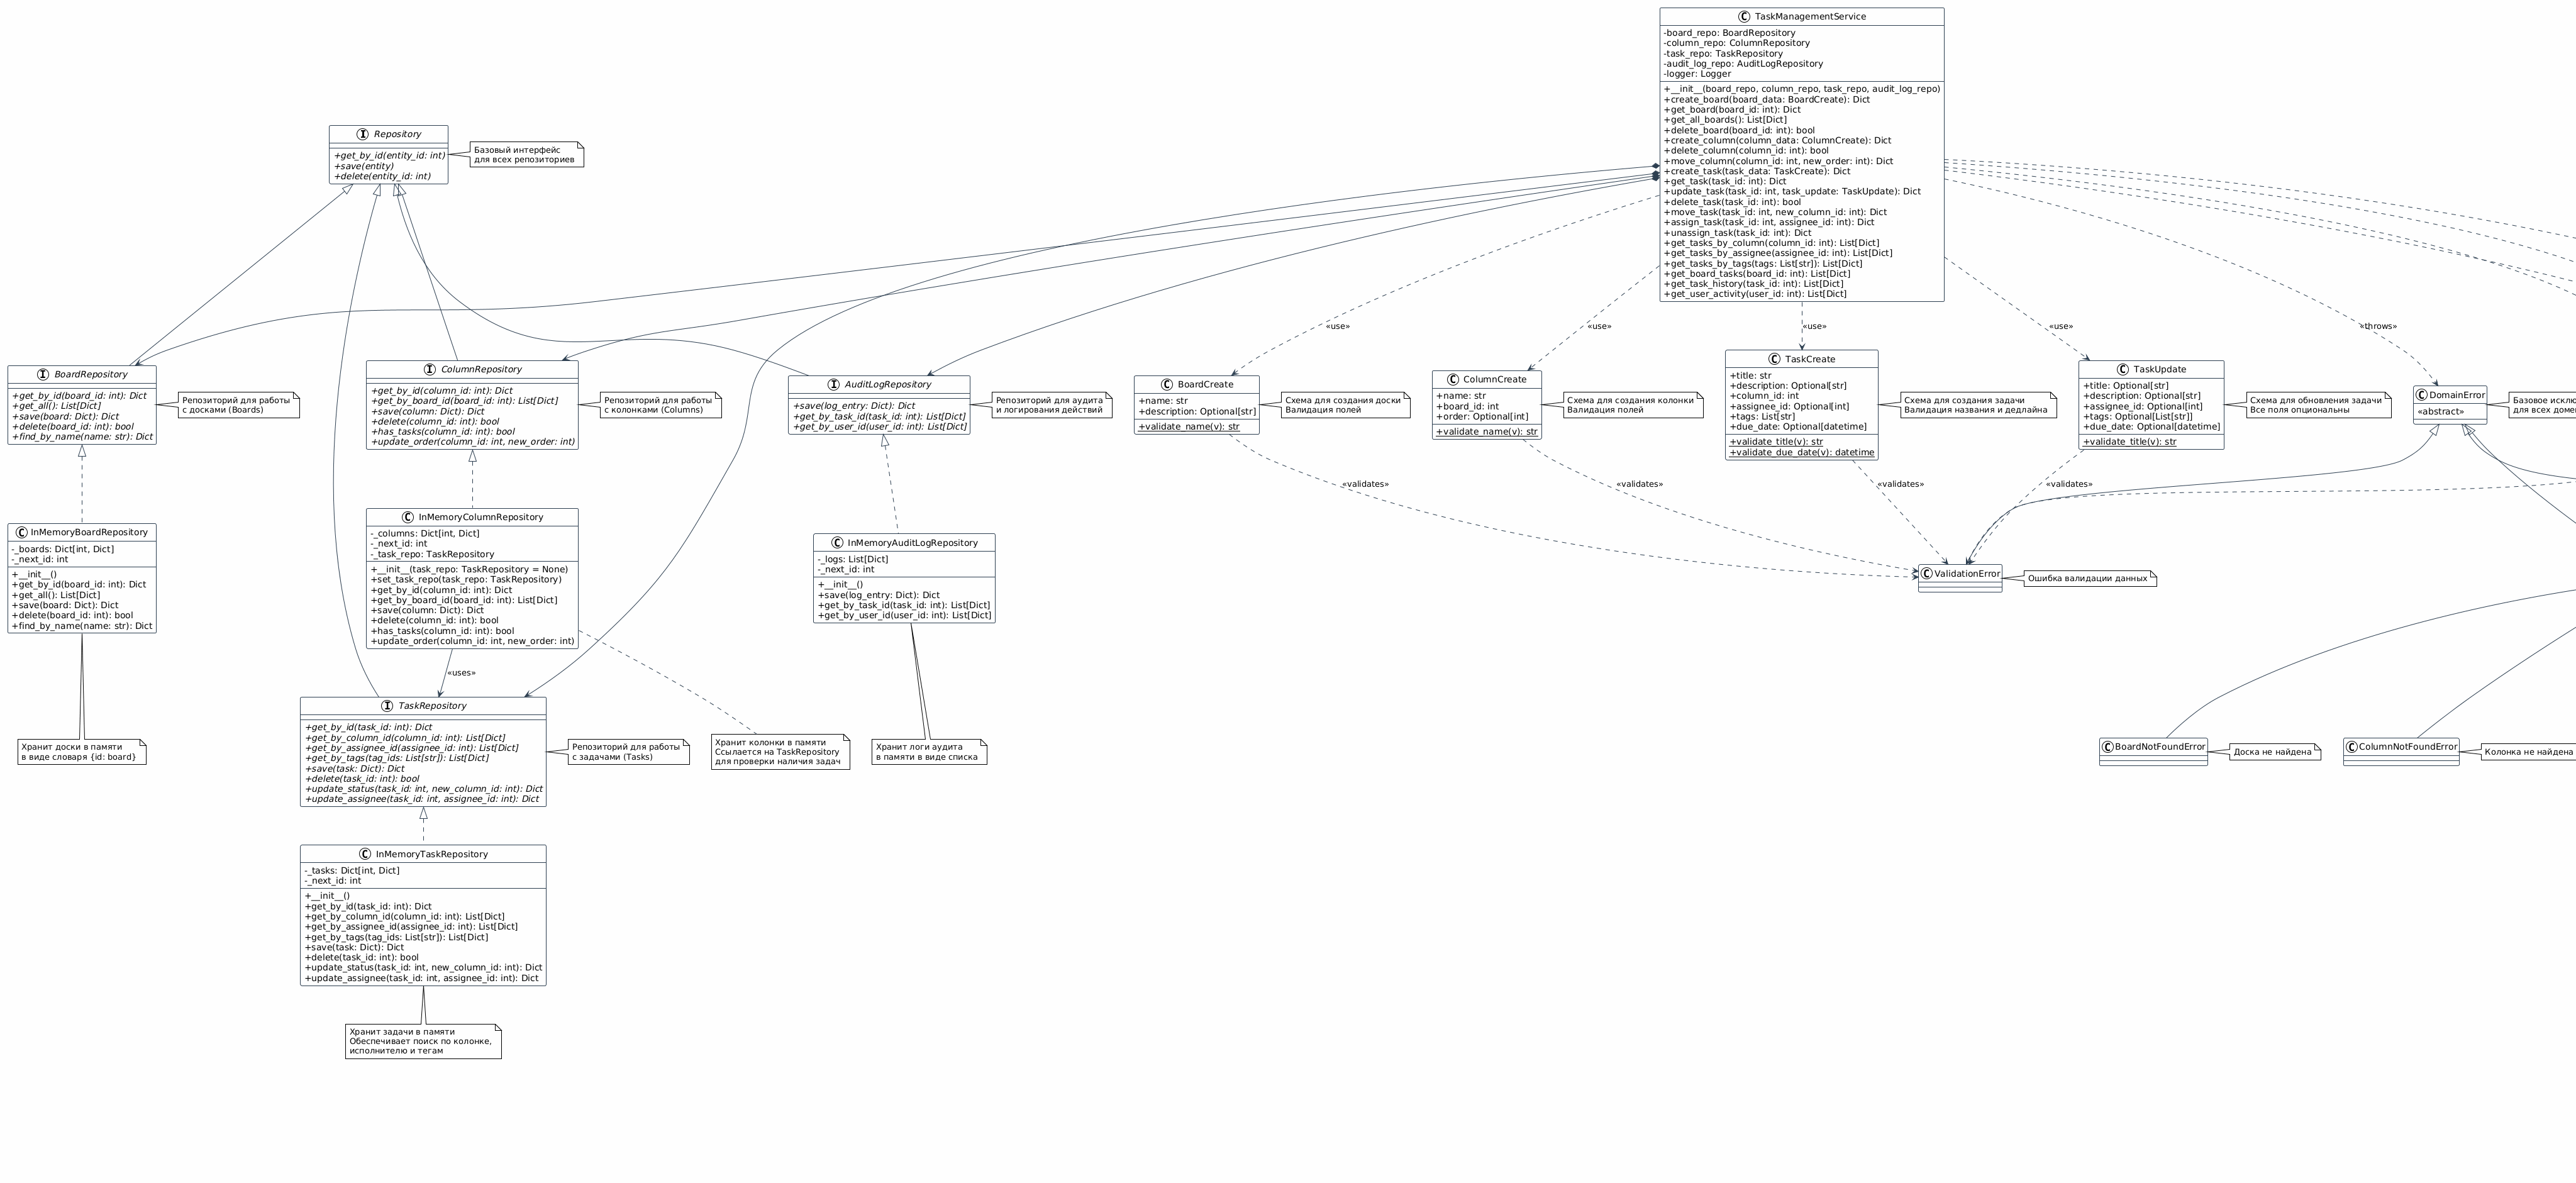 TaskManagementService
-board_repo: BoardRepository
-column_repo: ColumnRepository
-task_repo: TaskRepository
-audit_log_repo: AuditLogRepository
-logger: Logger
+__init__(board_repo, column_repo, task_repo, audit_log_repo)
+create_board(board_data: BoardCreate): Dict
+get_board(board_id: int): Dict
+get_all_boards(): List[Dict]
+delete_board(board_id: int): bool
+create_column(column_data: ColumnCreate): Dict
+delete_column(column_id: int): bool
+move_column(column_id: int, new_order: int): Dict
+create_task(task_data: TaskCreate): Dict
+get_task(task_id: int): Dict
+update_task(task_id: int, task_update: TaskUpdate): Dict
+delete_task(task_id: int): bool
+move_task(task_id: int, new_column_id: int): Dict
+assign_task(task_id: int, assignee_id: int): Dict
+unassign_task(task_id: int): Dict
+get_tasks_by_column(column_id: int): List[Dict]
+get_tasks_by_assignee(assignee_id: int): List[Dict]
+get_tasks_by_tags(tags: List[str]): List[Dict]
+get_board_tasks(board_id: int): List[Dict]
+get_task_history(task_id: int): List[Dict]
+get_user_activity(user_id: int): List[Dict]
Repository
+get_by_id(entity_id: int)
+save(entity)
+delete(entity_id: int)
Базовый интерфейс
для всех репозиториев
«use»
«use»
«use»
«use»
«throws»
BoardRepository
+get_by_id(board_id: int): Dict
+get_all(): List[Dict]
+save(board: Dict): Dict
+delete(board_id: int): bool
+find_by_name(name: str): Dict
Репозиторий для работы
с досками (Boards)
ColumnRepository
+get_by_id(column_id: int): Dict
+get_by_board_id(board_id: int): List[Dict]
+save(column: Dict): Dict
+delete(column_id: int): bool
+has_tasks(column_id: int): bool
+update_order(column_id: int, new_order: int)
Репозиторий для работы
с колонками (Columns)
AuditLogRepository
+save(log_entry: Dict): Dict
+get_by_task_id(task_id: int): List[Dict]
+get_by_user_id(user_id: int): List[Dict]
Репозиторий для аудита
и логирования действий
BoardCreate
+name: str
+description: Optional[str]
+validate_name(v): str
Схема для создания доски
Валидация полей
ColumnCreate
+name: str
+board_id: int
+order: Optional[int]
+validate_name(v): str
Схема для создания колонки
Валидация полей
TaskCreate
+title: str
+description: Optional[str]
+column_id: int
+assignee_id: Optional[int]
+tags: List[str]
+due_date: Optional[datetime]
+validate_title(v): str
+validate_due_date(v): datetime
Схема для создания задачи
Валидация названия и дедлайна
TaskUpdate
+title: Optional[str]
+description: Optional[str]
+assignee_id: Optional[int]
+tags: Optional[List[str]]
+due_date: Optional[datetime]
+validate_title(v): str
Схема для обновления задачи
Все поля опциональны
DomainError
«abstract»
Базовое
для всех
«validates»
«validates»
«validates»
«validates»
InMemoryBoardRepository
-_boards: Dict[int, Dict]
-_next_id: int
+__init__()
+get_by_id(board_id: int): Dict
+get_all(): List[Dict]
+save(board: Dict): Dict
+delete(board_id: int): bool
+find_by_name(name: str): Dict
InMemoryColumnRepository
-_columns: Dict[int, Dict]
-_next_id: int
-_task_repo: TaskRepository
+__init__(task_repo: TaskRepository = None)
+set_task_repo(task_repo: TaskRepository)
+get_by_id(column_id: int): Dict
+get_by_board_id(board_id: int): List[Dict]
+save(column: Dict): Dict
+delete(column_id: int): bool
+has_tasks(column_id: int): bool
+update_order(column_id: int, new_order: int)
InMemoryAuditLogRepository
-_logs: List[Dict]
-_next_id: int
+__init__()
+save(log_entry: Dict): Dict
+get_by_task_id(task_id: int): List[Dict]
+get_by_user_id(user_id: int): List[Dict]
ValidationError
Ошибка валидации данных
«uses»
Хранит доски в памяти
в виде словаря {id: board}
TaskRepository
+get_by_id(task_id: int): Dict
+get_by_column_id(column_id: int): List[Dict]
+get_by_assignee_id(assignee_id: int): List[Dict]
+get_by_tags(tag_ids: List[str]): List[Dict]
+save(task: Dict): Dict
+delete(task_id: int): bool
+update_status(task_id: int, new_column_id: int): Dict
+update_assignee(task_id: int, assignee_id: int): Dict
Репозиторий для работы
с задачами (Tasks)
Хранит колонки в памяти
Ссылается на TaskRepository
для проверки наличия задач
Хранит логи аудита
в памяти в виде списка
BoardNotFoundError
Доска не найдена
ColumnNotFoundError
Колонка не найдена
InMemoryTaskRepository
-_tasks: Dict[int, Dict]
-_next_id: int
+__init__()
+get_by_id(task_id: int): Dict
+get_by_column_id(column_id: int): List[Dict]
+get_by_assignee_id(assignee_id: int): List[Dict]
+get_by_tags(tag_ids: List[str]): List[Dict]
+save(task: Dict): Dict
+delete(task_id: int): bool
+update_status(task_id: int, new_column_id: int): Dict
+update_assignee(task_id: int, assignee_id: int): Dict
Хранит задачи в памяти
Обеспечивает поиск по колонке,
исполнителю и тегам